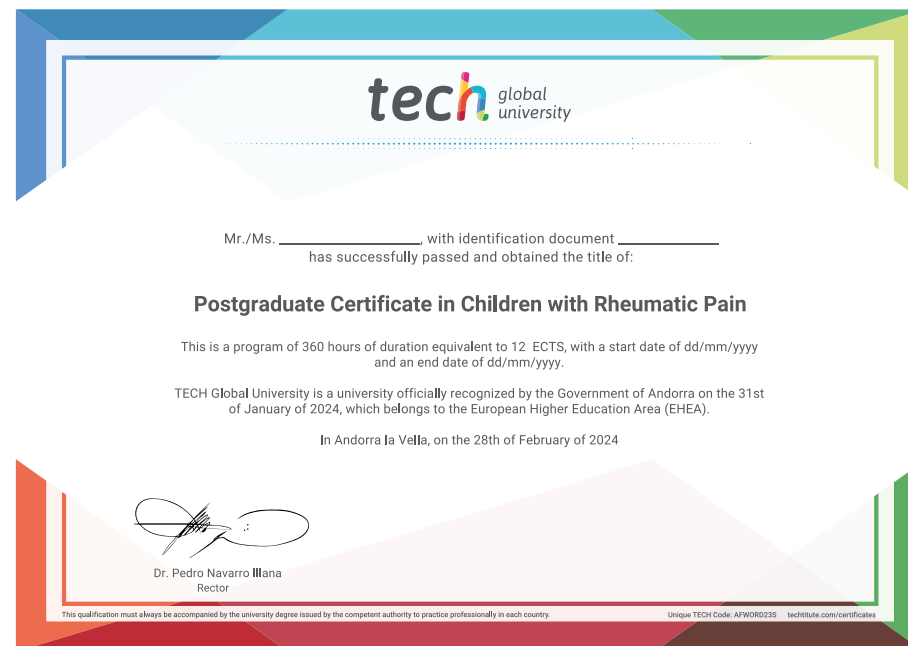 tech global
university
Mr./Ms. ____________________, with identification document ______________
has successfully passed and obtained the title of:
Postgraduate Certificate in Children with Rheumatic Pain
This is a program of 360 hours of duration equivalent to 12 ECTS, with a start date of dd/mm/yyyy
and an end date of dd/mm/yyyy.
TECH Global University is a university officially recognized by the Government of Andorra on the 31st
of January of 2024, which belongs to the European Higher Education Area (EHEA).
In Andorra la Vella, on the 28th of February of 2024
Dr. Pedro Navarro Illana
Rector
This qualification must always be accompanied by the university degree issued by the competent authority to practice professionally in each country.
Unique TECH Code: AFWORD23S techtitute.com/certificates